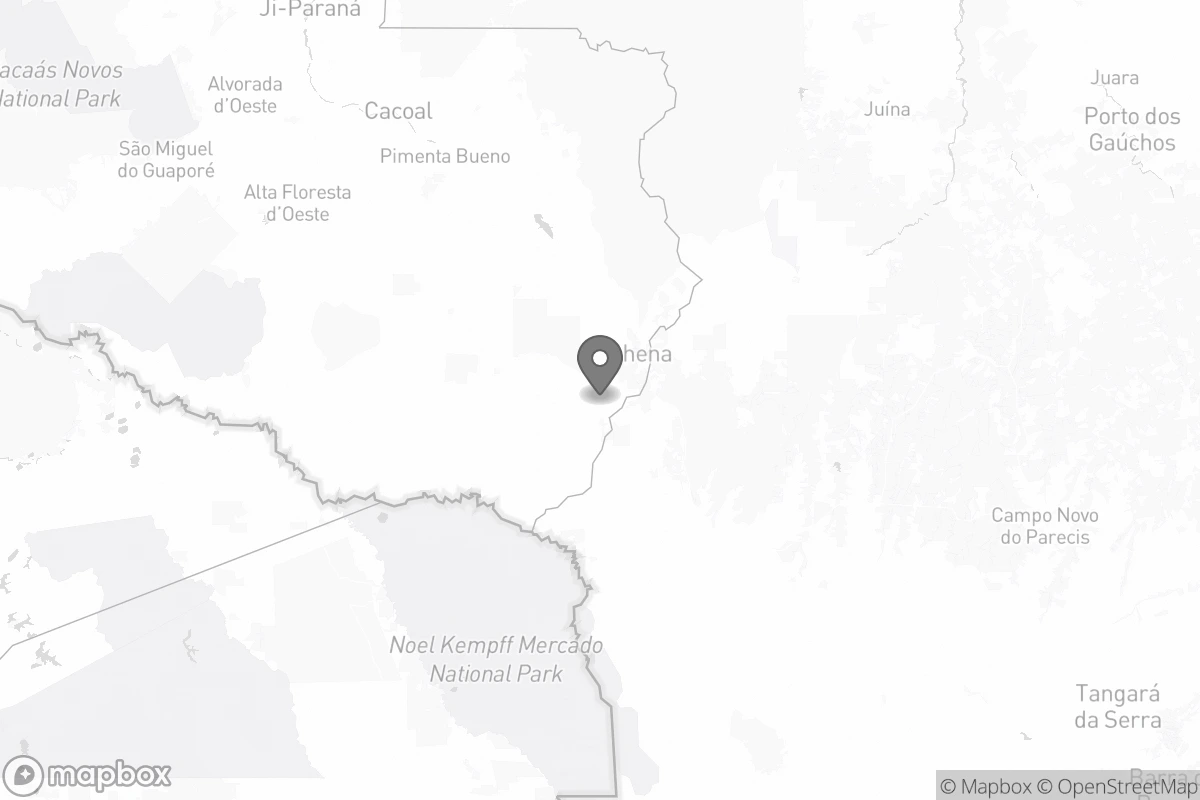 Ji-Paraná
acaás Novos
National Park
Alvorada
d'Oeste
Cacoal
Juína
Juara
Porto dos
Gaúchos
São Miguel
do Guaporé
Pimenta Bueno
Alta Floresta
d'Oeste
hena
Campo Novo
do Parecis
Noel Kempff Mercado
National Park
Tangará
da Serra
Barra d
mapbox
© Mapbox © OpenStreetMap